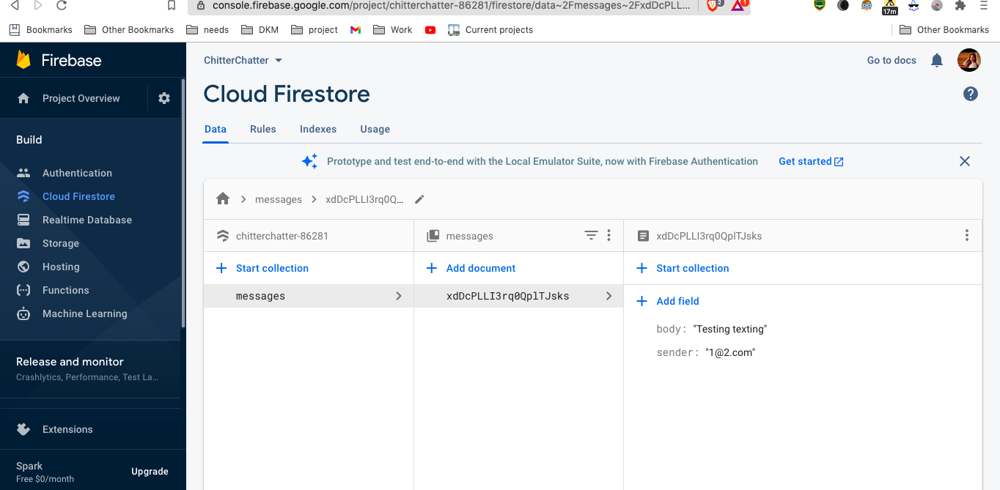 console.firebase.google.com/project/chitterchatter-86281/firestore/data~2Fmessages~2FxdDcPLL...
2
1
17m
Bookmarks Other Bookmarks needs DKM project Work Current projects Other Bookmarks
Firebase
ChitterChatter
Go to docs
Project Overview
Cloud Firestore
Data Rules Indexes Usage
Build
Authentication
Cloud Firestore
Realtime Database
Storage
Hosting
Functions
Machine Learning
Release and monitor
Crashlytics, Performance, Test La...
Extensions
Spark
Free $0/month
Upgrade
Prototype and test end-to-end with the Local Emulator Suite, now with Firebase Authentication Get started
messages xdDcPLLI3rq0Q...
chitterchatter-86281
Start collection
messages
messages
Add document
xdDcPLLI3rq0QplTJsks
xdDcPLLI3rq0QplTJsks
Start collection
Add field
body: "Testing texting"
sender: "1@2.com"